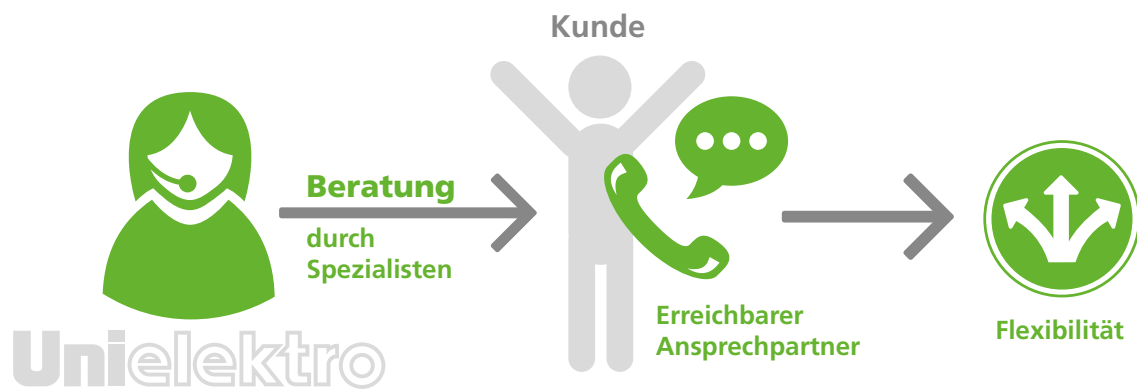 Kunde
Beratung
durch
Spezialisten
Erreichbarer
Ansprechpartner
Flexibilität
Unielektro